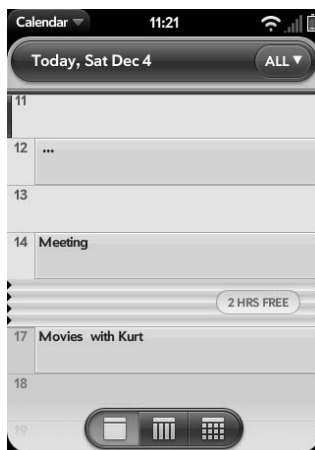 Calendar 11:21
Today, Sat Dec 4 ALL
11
12 ...
13
14 Meeting
2 HRS FREE
17 Movies with Kurt
18
19